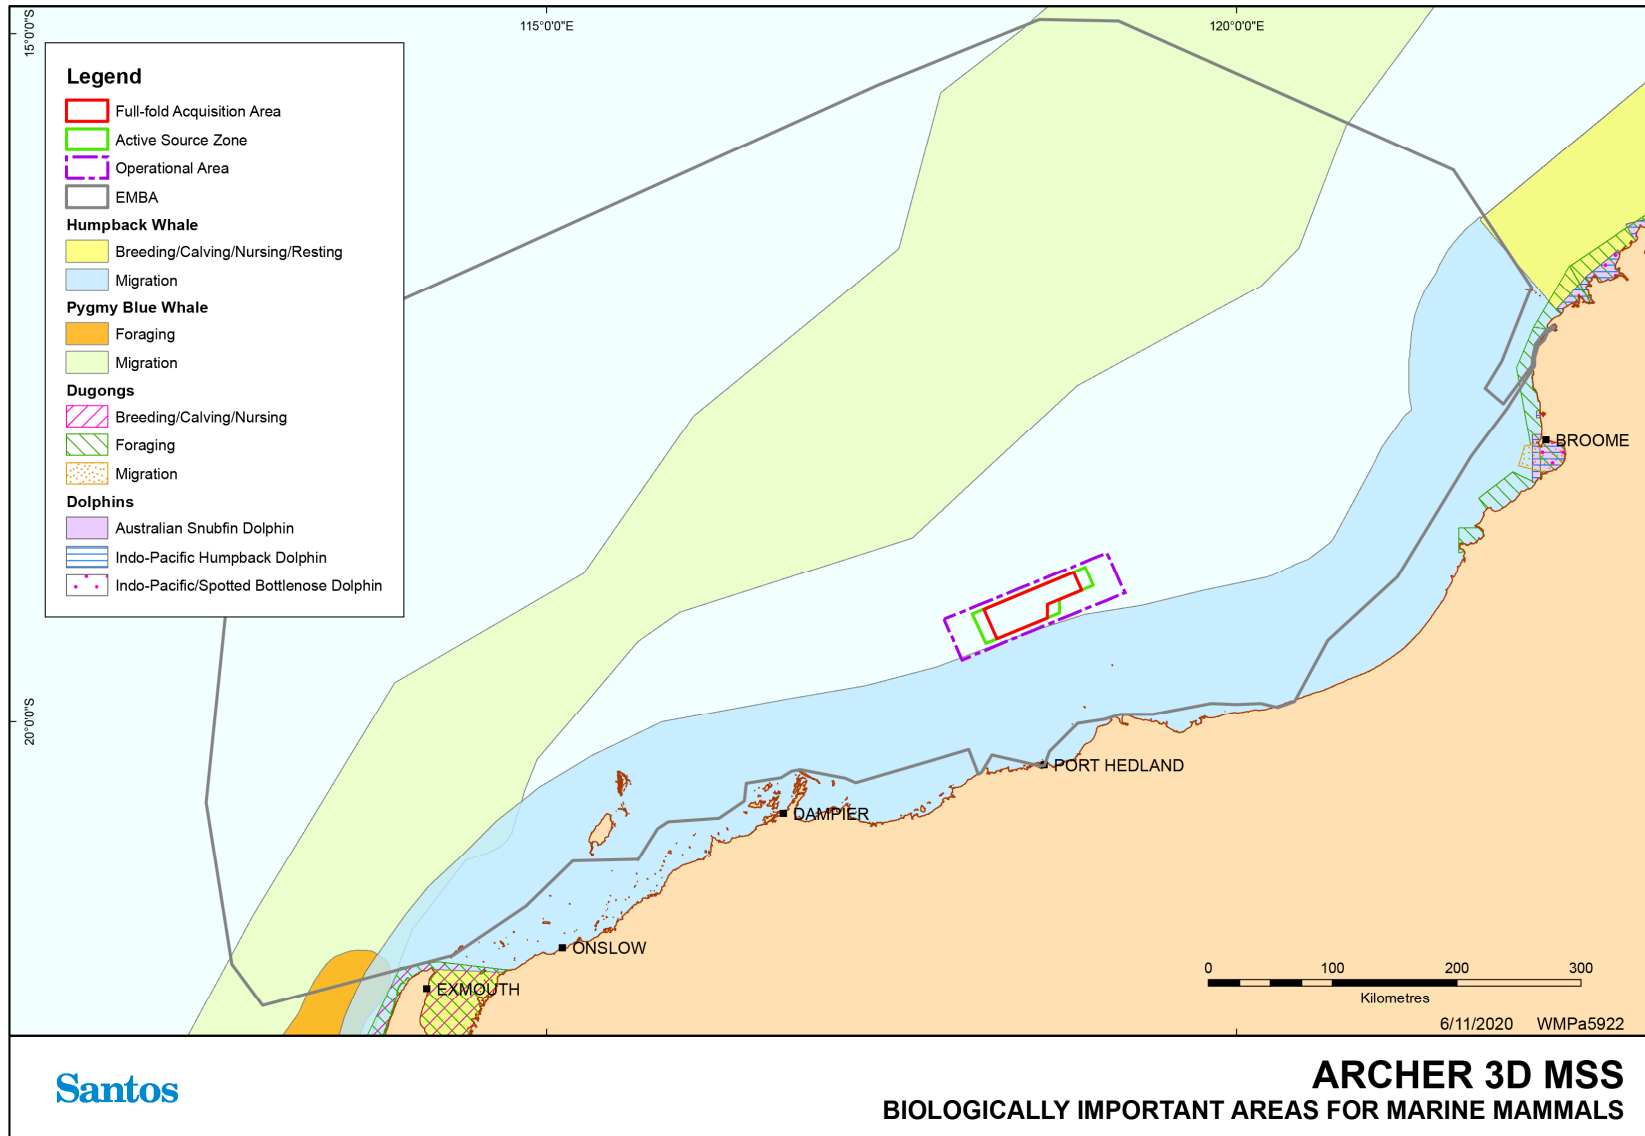 115°0'0"E
120°0'0"E
15°0'0"S
20°0'0"S
Legend
Full-fold Acquisition Area
Active Source Zone
Operational Area
EMBA
Humpback Whale
Breeding/Calving/Nursing/Resting
Migration
Pygmy Blue Whale
Foraging
Migration
Dugongs
Breeding/Calving/Nursing
Foraging
Migration
Dolphins
Australian Snubfin Dolphin
Indo-Pacific Humpback Dolphin
Indo-Pacific/Spotted Bottlenose Dolphin
BROOME
PORT HEDLAND
DAMPIER
ONSLOW
EXMOUTH
0 100 200 300
Kilometres
6/11/2020 WMPa5922
Santos
ARCHER 3D MSS
BIOLOGICALLY IMPORTANT AREAS FOR MARINE MAMMALS